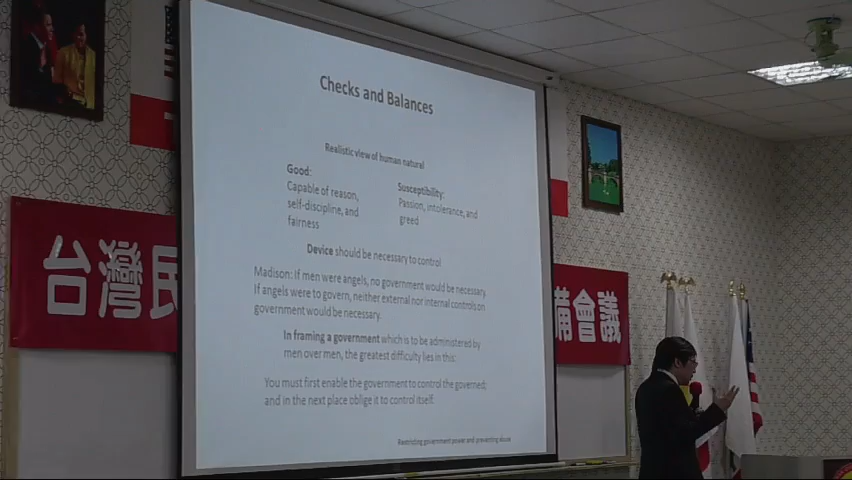 Checks and Balances
Realistic view of human natural
Good:
Capable of reason,
self-discipline, and
fairness
Susceptibility:
Passion, intolerance, and
greed
Device should be necessary to control
Madison: If men were angels, no government would be necessary.
If angels were to govern, neither external nor internal controls on
government would be necessary.
In framing a government which is to be administered by
men over men, the greatest difficulty lies in this:
You must first enable the government to control the governed;
and in the next place oblige it to control itself.
Restricting government power and preventing abuse
台灣民
備會議